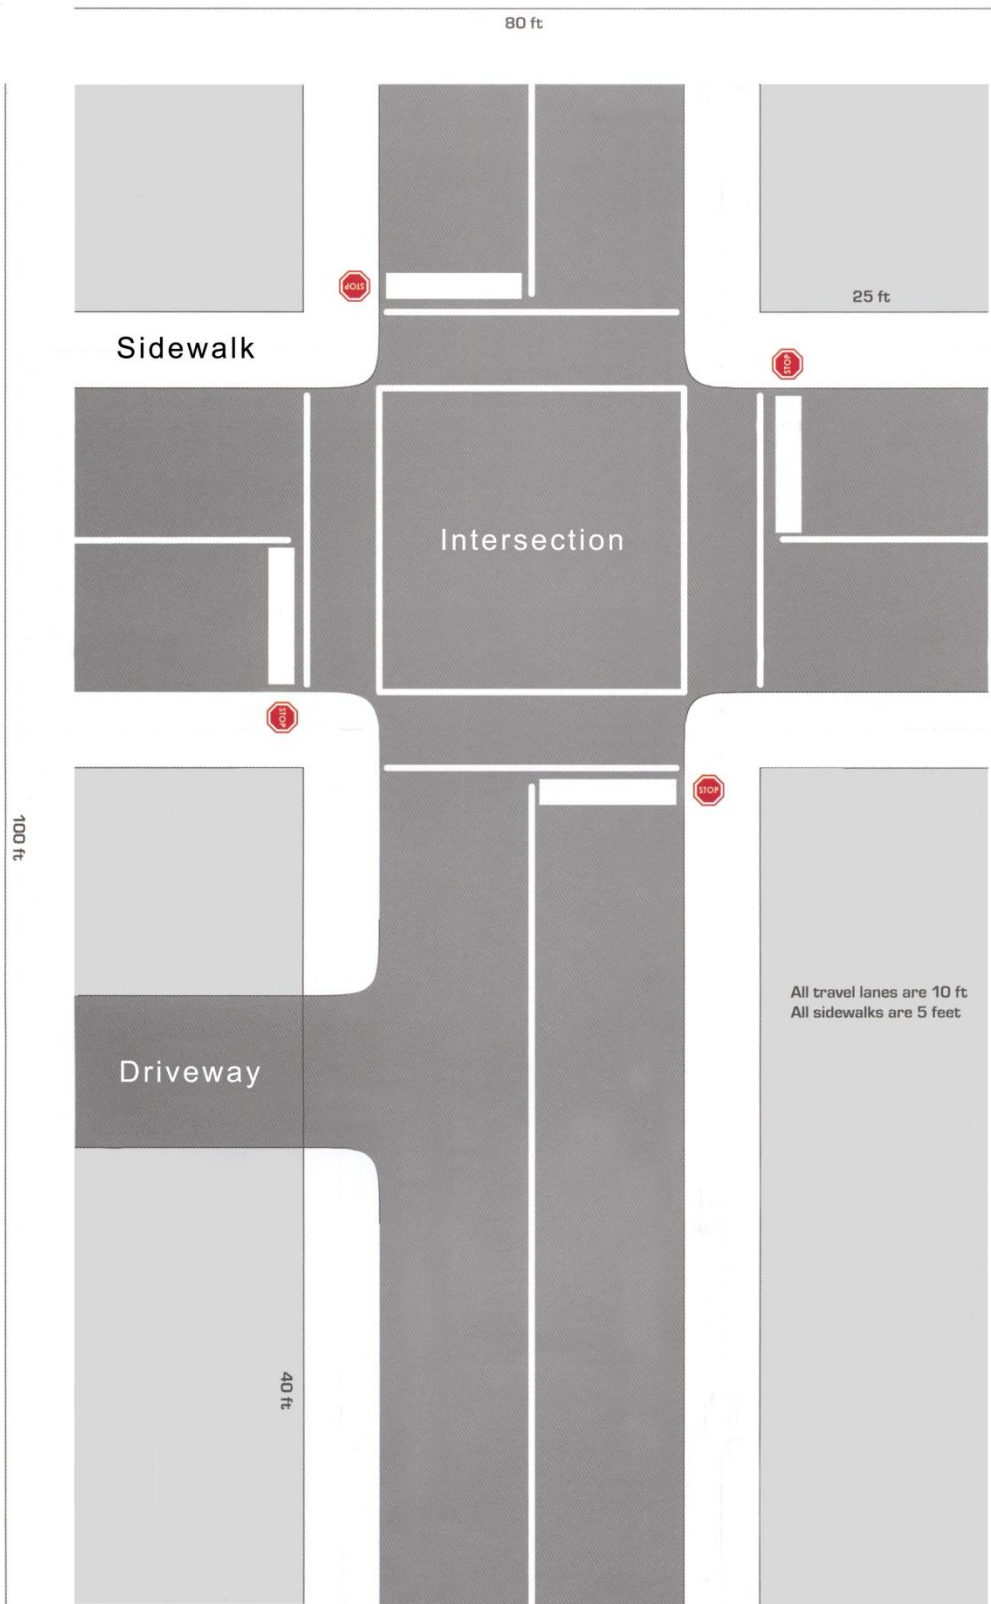 80 ft
STOP
25 ft
Sidewalk
STOP
Intersection
STOP
STOP
100 ft
All travel lanes are 10 ft
All sidewalks are 5 feet
Driveway
40 ft